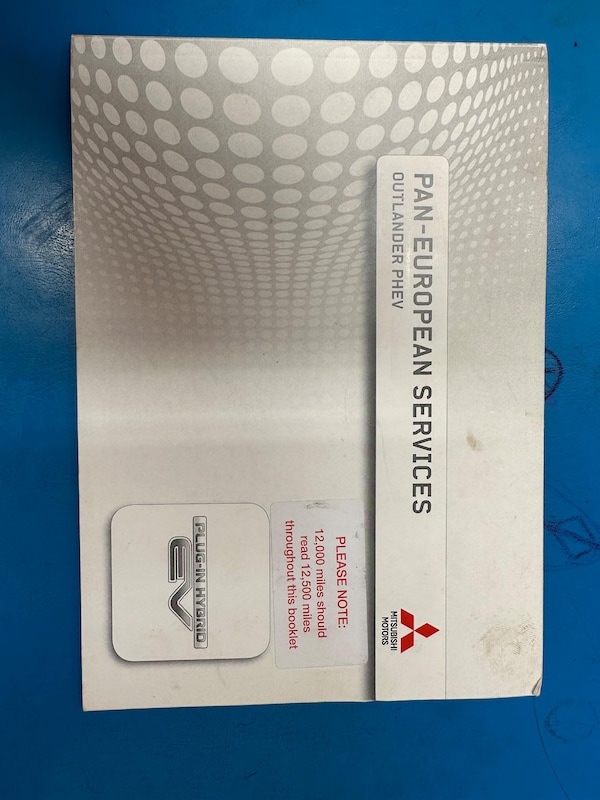 PAN-EUROPEAN SERVICES
OUTLANDER PHEV
MITSUBISHI
MOTORS
PLEASE NOTE:
12,000 miles should
read 12,500 miles
throughout this booklet
PLUG-IN HYBRID
EV